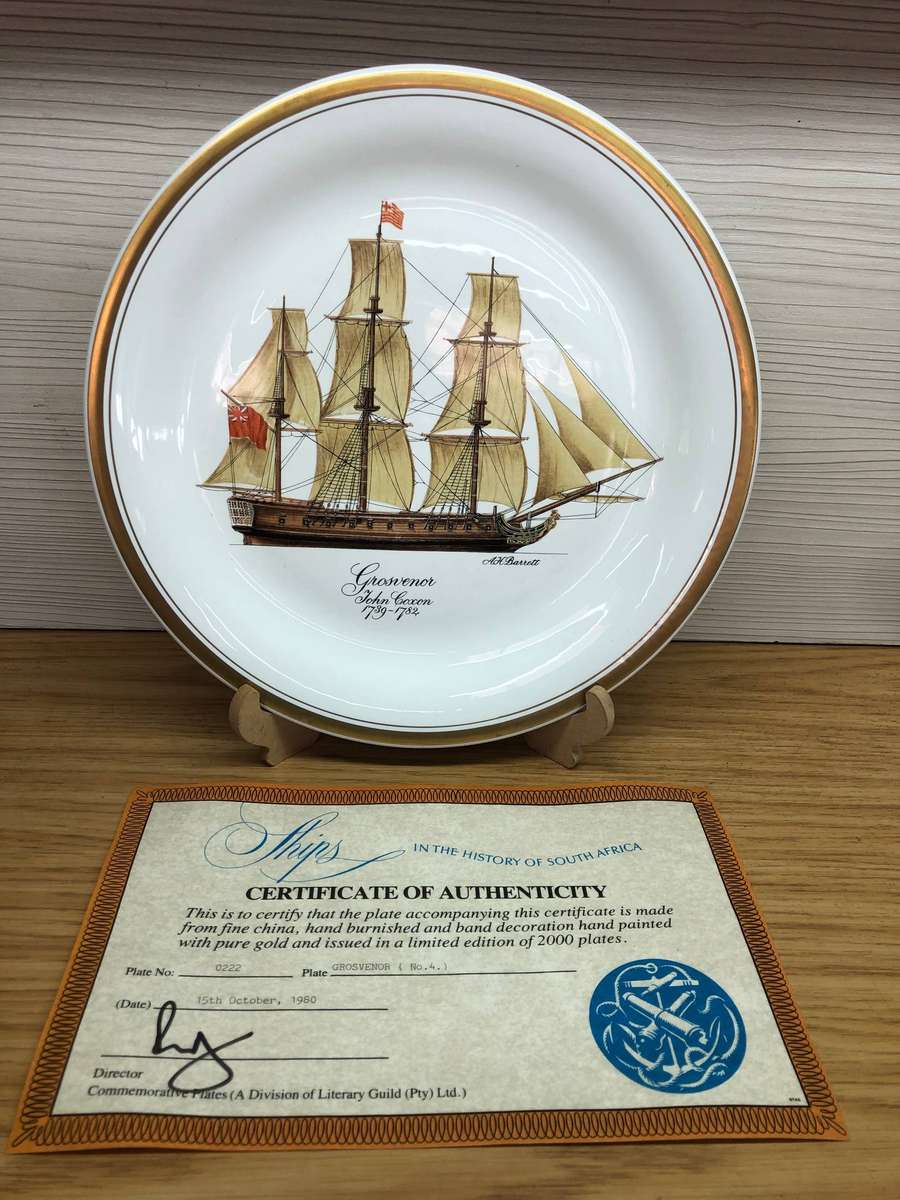 A H Barrett
Grosvenor
John Coxon
1739-1782
Ships IN THE HISTORY OF SOUTH AFRICA
CERTIFICATE OF AUTHENTICITY
This is to certify that the plate accompanying this certificate is made
from fine china, hand burnished and band decoration hand painted
with pure gold and issued in a limited edition of 2000 plates.
Plate No: 0222 Plate GROSVENOR ( No.4.)
(Date) 15th October, 1980
Director
Commemorative Plates (A Division of Literary Guild (Pty) Ltd.)